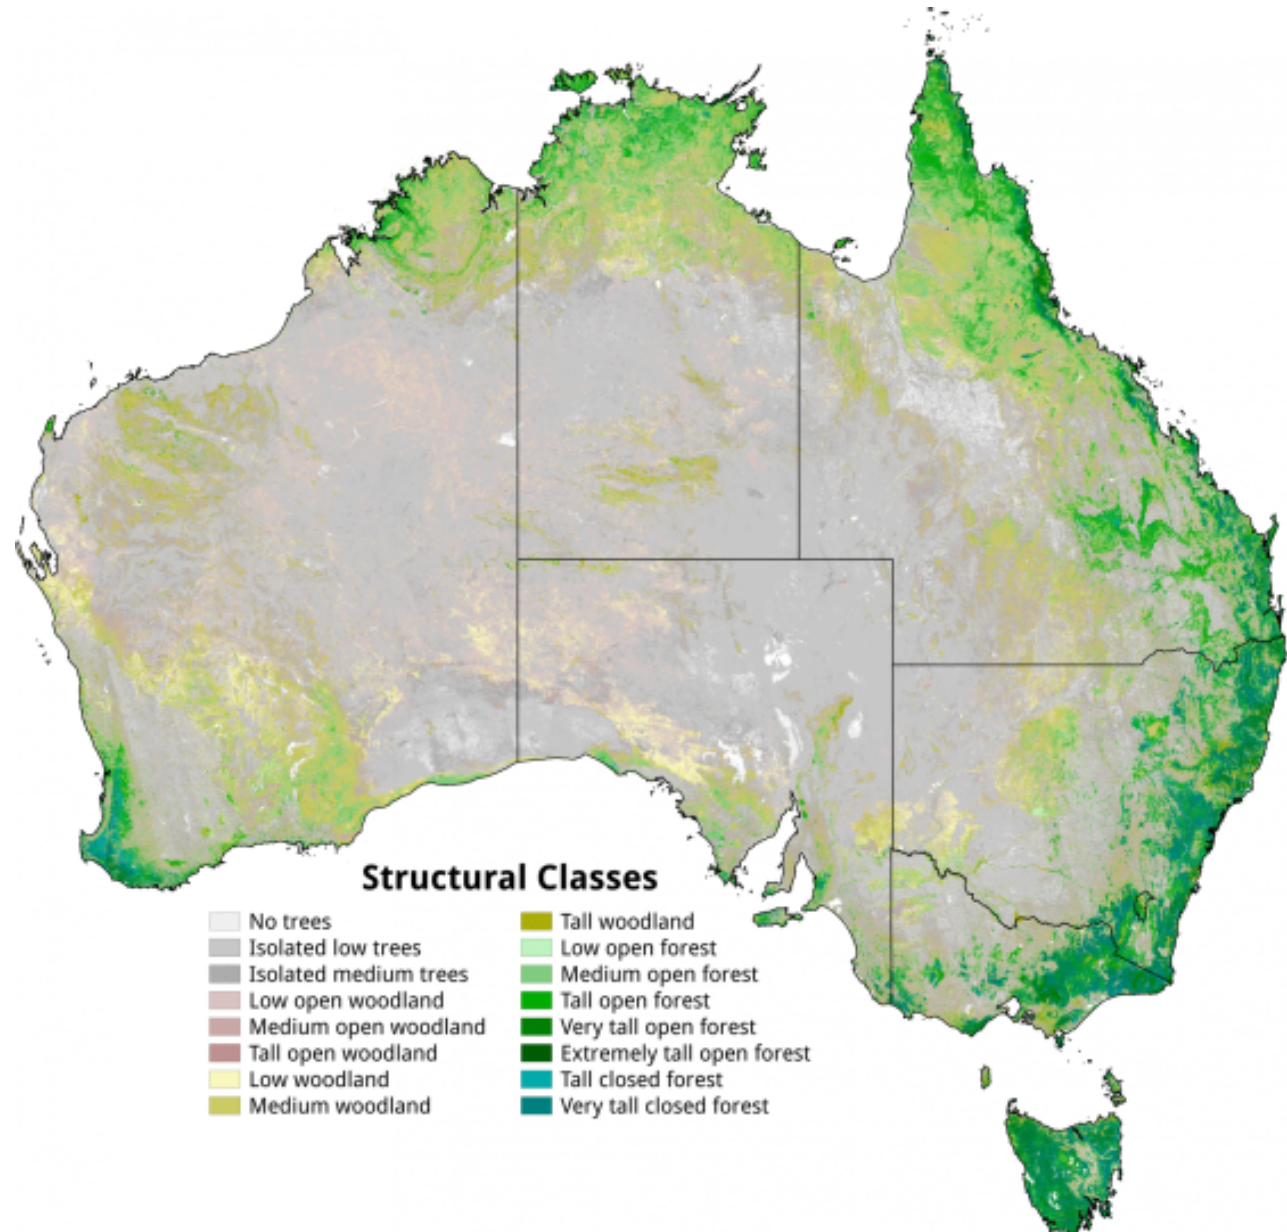 Structural Classes
No trees
Isolated low trees
Isolated medium trees
Low open woodland
Medium open woodland
Tall open woodland
Low woodland
Medium woodland
Tall woodland
Low open forest
Medium open forest
Tall open forest
Very tall open forest
Extremely tall open forest
Tall closed forest
Very tall closed forest